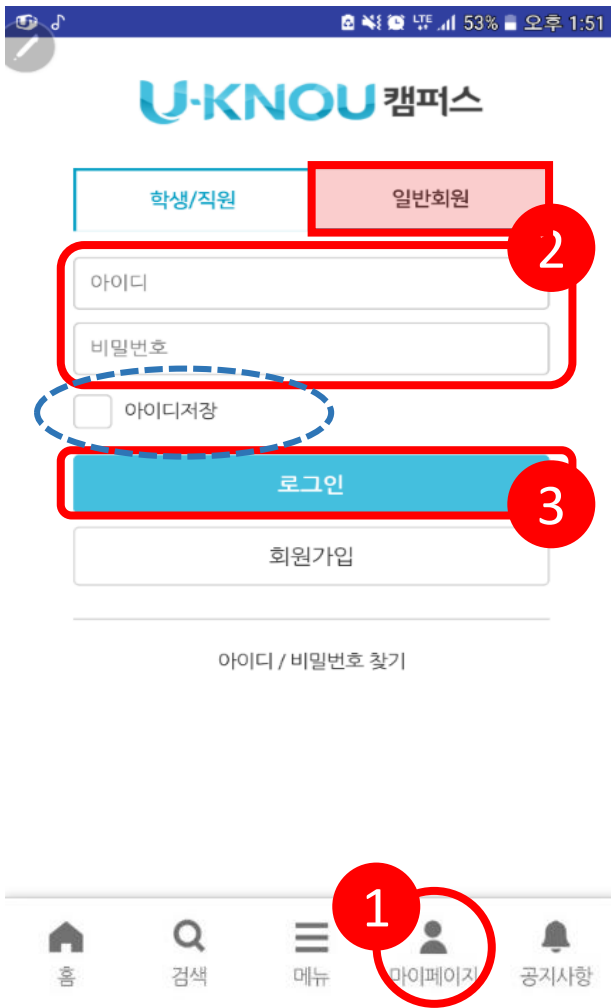 LTE 53% 오후 1:51
U·KNOU 캠퍼스
학생/직원 일반회원
2
아이디
비밀번호
아이디저장
로그인
3
회원가입
아이디 / 비밀번호 찾기
1
홈 검색 메뉴 마이페이지 공지사항